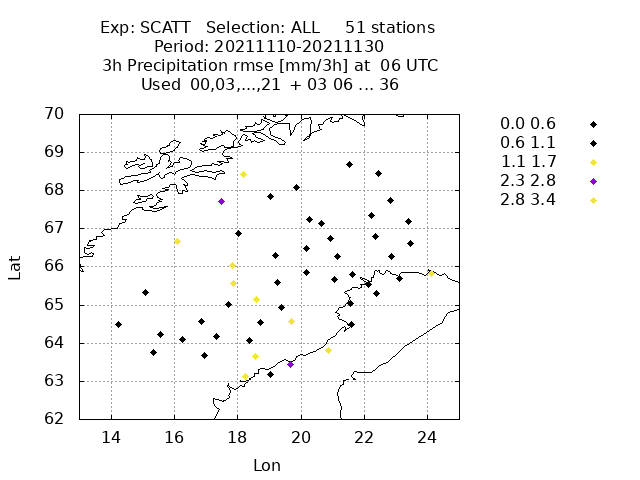 Exp: SCATT   Selection: ALL     51 stations
Period: 20211110-20211130
3h Precipitation rmse [mm/3h] at  06 UTC
Used  00,03,...,21  + 03 06 ... 36
70
69
68
67
66
65
64
63
62
14 16 18 20 22 24
Lat
Lon
0.0 0.6
0.6 1.1
1.1 1.7
2.3 2.8
2.8 3.4